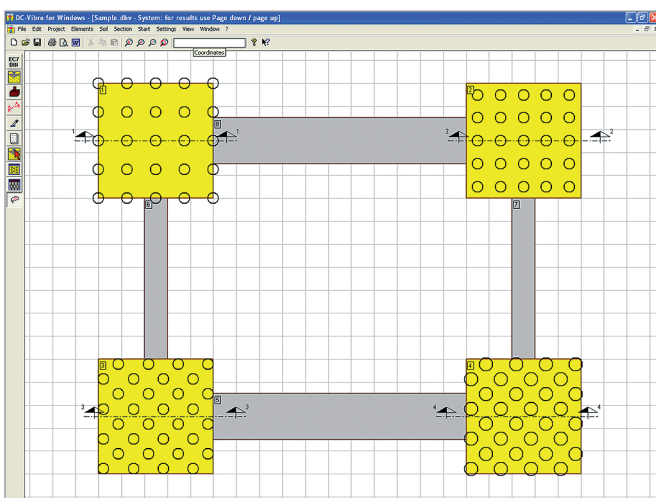 DC-Vibro for Windows - [Sample.dbv - System: for results use Page down / page up]
File Edit Project Elements Soil Section Start Settings View Window ?
Coordinates
EC7
DIN
1
2
8
1 1
2 2
6
7
3
4
5
3 3
4 4